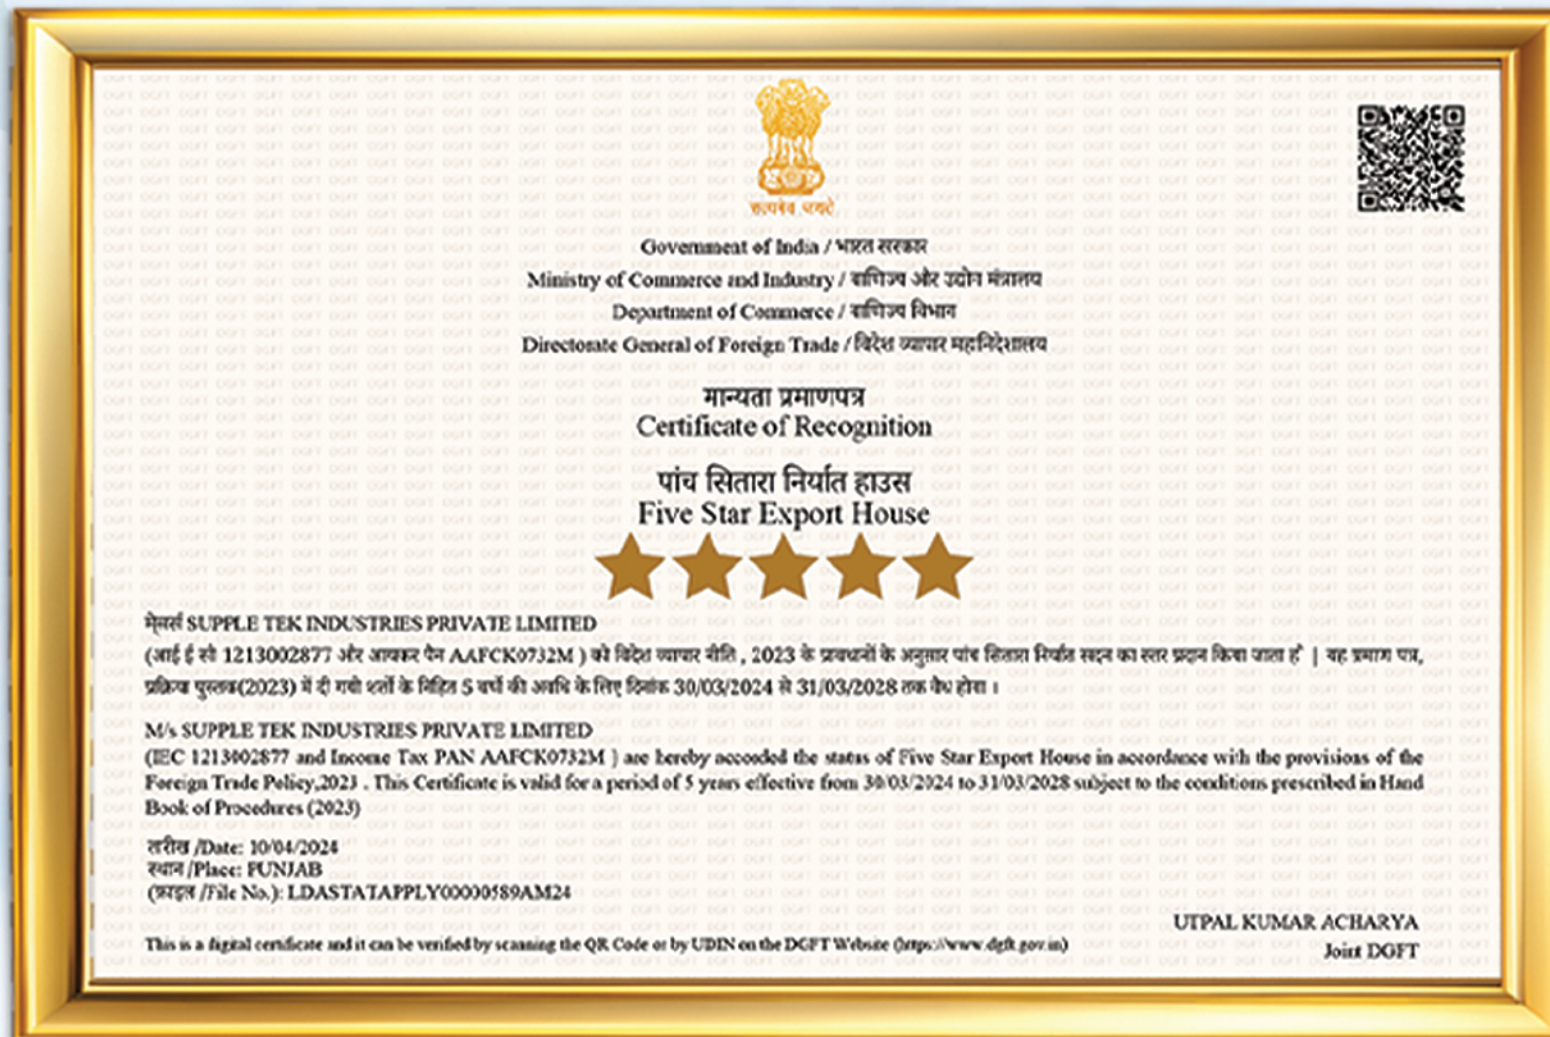 सत्यमेव जयते
Government of India / भारत सरकार
Ministry of Commerce and Industry / वाणिज्य और उद्योग मंत्रालय
Department of Commerce / वाणिज्य विभाग
Directorate General of Foreign Trade / विदेश व्यापार महानिदेशालय
मान्यता प्रमाणपत्र
Certificate of Recognition
पांच सितारा निर्यात हाउस
Five Star Export House
मेसर्स SUPPLE TEK INDUSTRIES PRIVATE LIMITED
(आई ई सी 1213002877 और आयकर पैन AAFCK0732M ) को विदेश व्यापार नीति , 2023 के प्रावधानों के अनुसार पांच सितारा निर्यात सदन का स्तर प्रदान किया जाता है | यह प्रमाण पत्र,
प्रक्रिया पुस्तक(2023) में दी गयी शर्तो के निहित 5 वर्षो की अवधि के लिए दिनांक 30/03/2024 से 31/03/2028 तक वैध होगा ।
M/s SUPPLE TEK INDUSTRIES PRIVATE LIMITED
(IEC 1213002877 and Income Tax PAN AAFCK0732M ) are hereby accorded the status of Five Star Export House in accordance with the provisions of the
Foreign Trade Policy,2023 . This Certificate is valid for a period of 5 years effective from 30/03/2024 to 31/03/2028 subject to the conditions prescribed in Hand
Book of Procedures (2023)
तारीख /Date: 10/04/2024
स्थान /Place: PUNJAB
(फ़ाइल /File No.): LDASTATAPPLY00000589AM24
UTPAL KUMAR ACHARYA
Joint DGFT
This is a digital certificate and it can be verified by scanning the QR Code or by UDIN on the DGFT Website (https://www.dgft.gov.in)